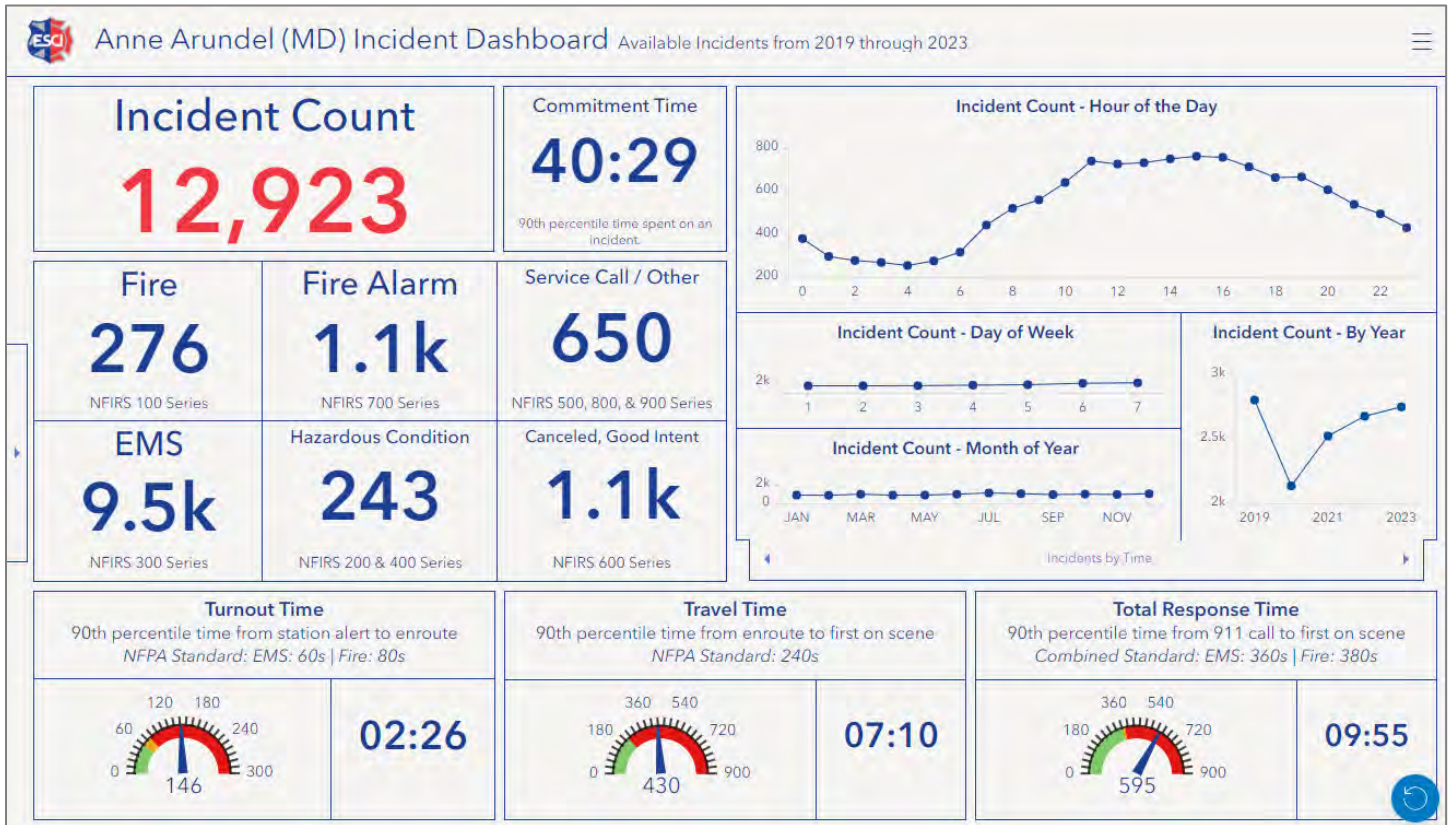 ESCI
Anne Arundel (MD) Incident Dashboard Available Incidents from 2019 through 2023
Incident Count
12,923
Commitment Time
40:29
90th percentile time spent on an
incident.
Fire
276
NFIRS 100 Series
Fire Alarm
1.1k
NFIRS 700 Series
Service Call / Other
650
NFIRS 500, 800, & 900 Series
EMS
9.5k
NFIRS 300 Series
Hazardous Condition
243
NFIRS 200 & 400 Series
Canceled, Good Intent
1.1k
NFIRS 600 Series
Incident Count - Hour of the Day
800
600
400
200
0 2 4 6 8 10 12 14 16 18 20 22
Incident Count - Day of Week
2k
1 2 3 4 5 6 7
Incident Count - Month of Year
2k
0
JAN MAR MAY JUL SEP NOV
Incident Count - By Year
3k
2.5k
2k
2019 2021 2023
Incidents by Time
Turnout Time
90th percentile time from station alert to enroute
NFPA Standard: EMS: 60s | Fire: 80s
0 60 120 180 240 300
146
02:26
Travel Time
90th percentile time from enroute to first on scene
NFPA Standard: 240s
0 180 360 540 720 900
430
07:10
Total Response Time
90th percentile time from 911 call to first on scene
Combined Standard: EMS: 360s | Fire: 380s
0 180 360 540 720 900
595
09:55